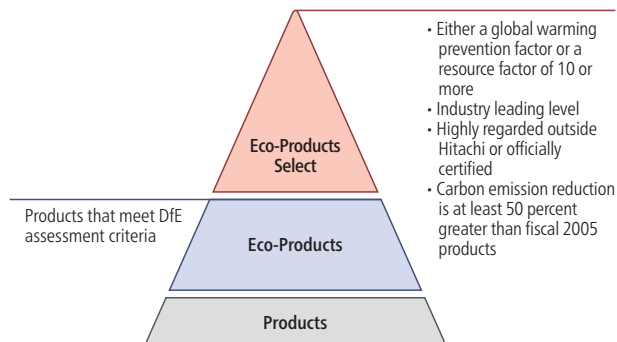 • Either a global warming
prevention factor or a
resource factor of 10 or
more
• Industry leading level
• Highly regarded outside
Hitachi or officially
certified
• Carbon emission reduction
is at least 50 percent
greater than fiscal 2005
products
Eco-Products
Select
Products that meet DfE
assessment criteria
Eco-Products
Products